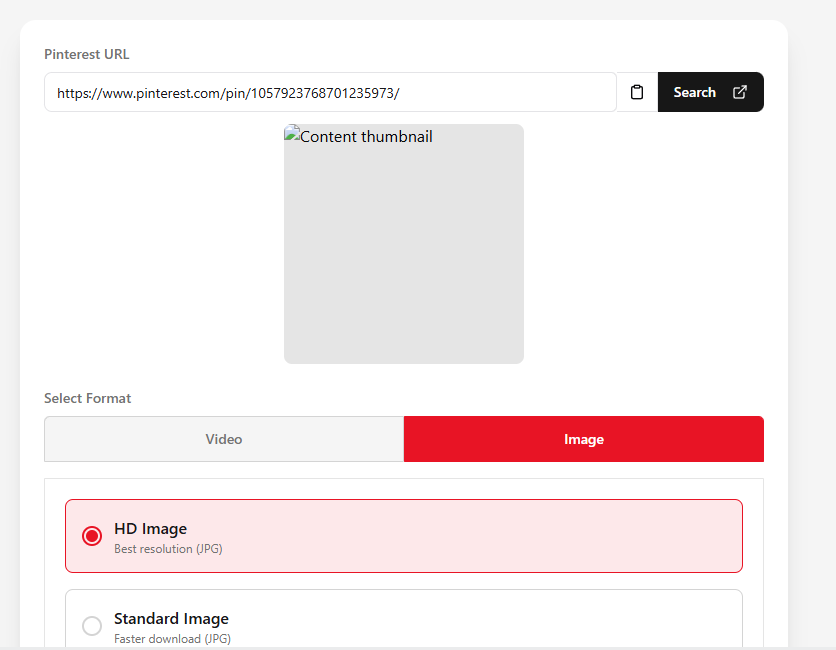 Pinterest URL
https://www.pinterest.com/pin/1057923768701235973/
Search
Content thumbnail
Select Format
Video
Image
HD Image
Best resolution (JPG)
Standard Image
Faster download (JPG)